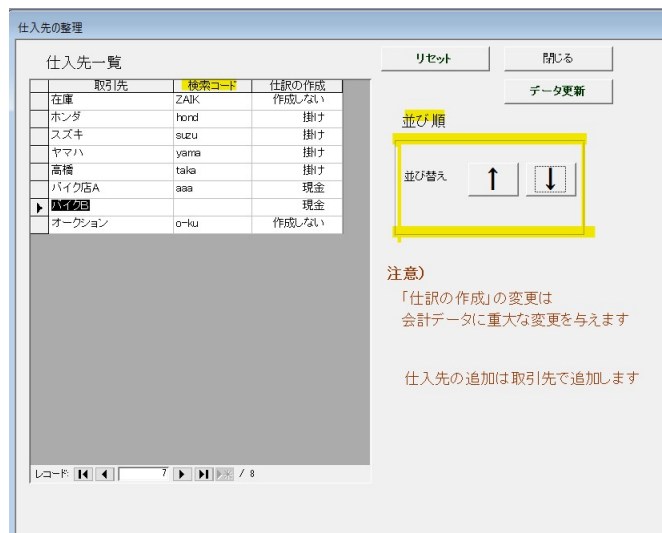 仕入先の整理
仕入先一覧
リセット
閉じる
データ更新
取引先 検索コード 仕訳の作成
在庫 ZAIK 作成しない
ホンダ hond 掛け
スズキ suzu 掛け
ヤマハ yama 掛け
高橋 taka 掛け
バイク店A aaa 現金
バイクB 現金
オークション o-ku 作成しない
並び順
並び替え ↑ ↓
注意)
「仕訳の作成」の変更は
会計データに重大な変更を与えます
仕入先の追加は取引先で追加します
レコード: 7 / 8